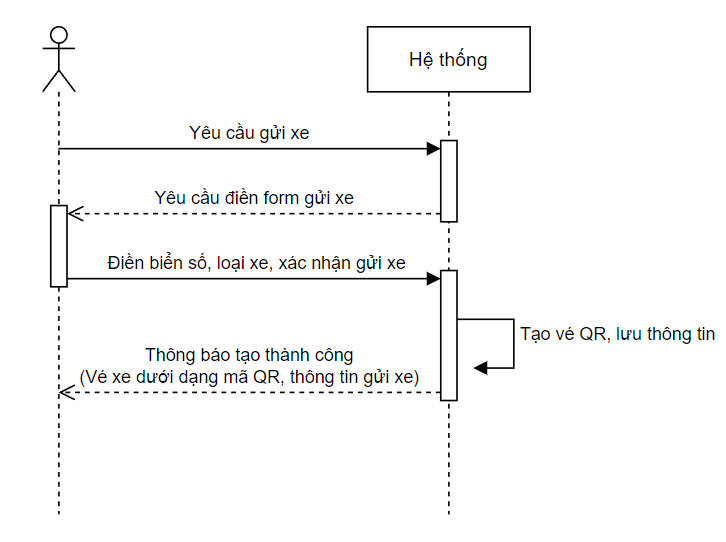 Hệ thống
Yêu cầu gửi xe
Yêu cầu điền form gửi xe
Điền biển số, loại xe, xác nhận gửi xe
Tạo vé QR, lưu thông tin
Thông báo tạo thành công
(Vé xe dưới dạng mã QR, thông tin gửi xe)